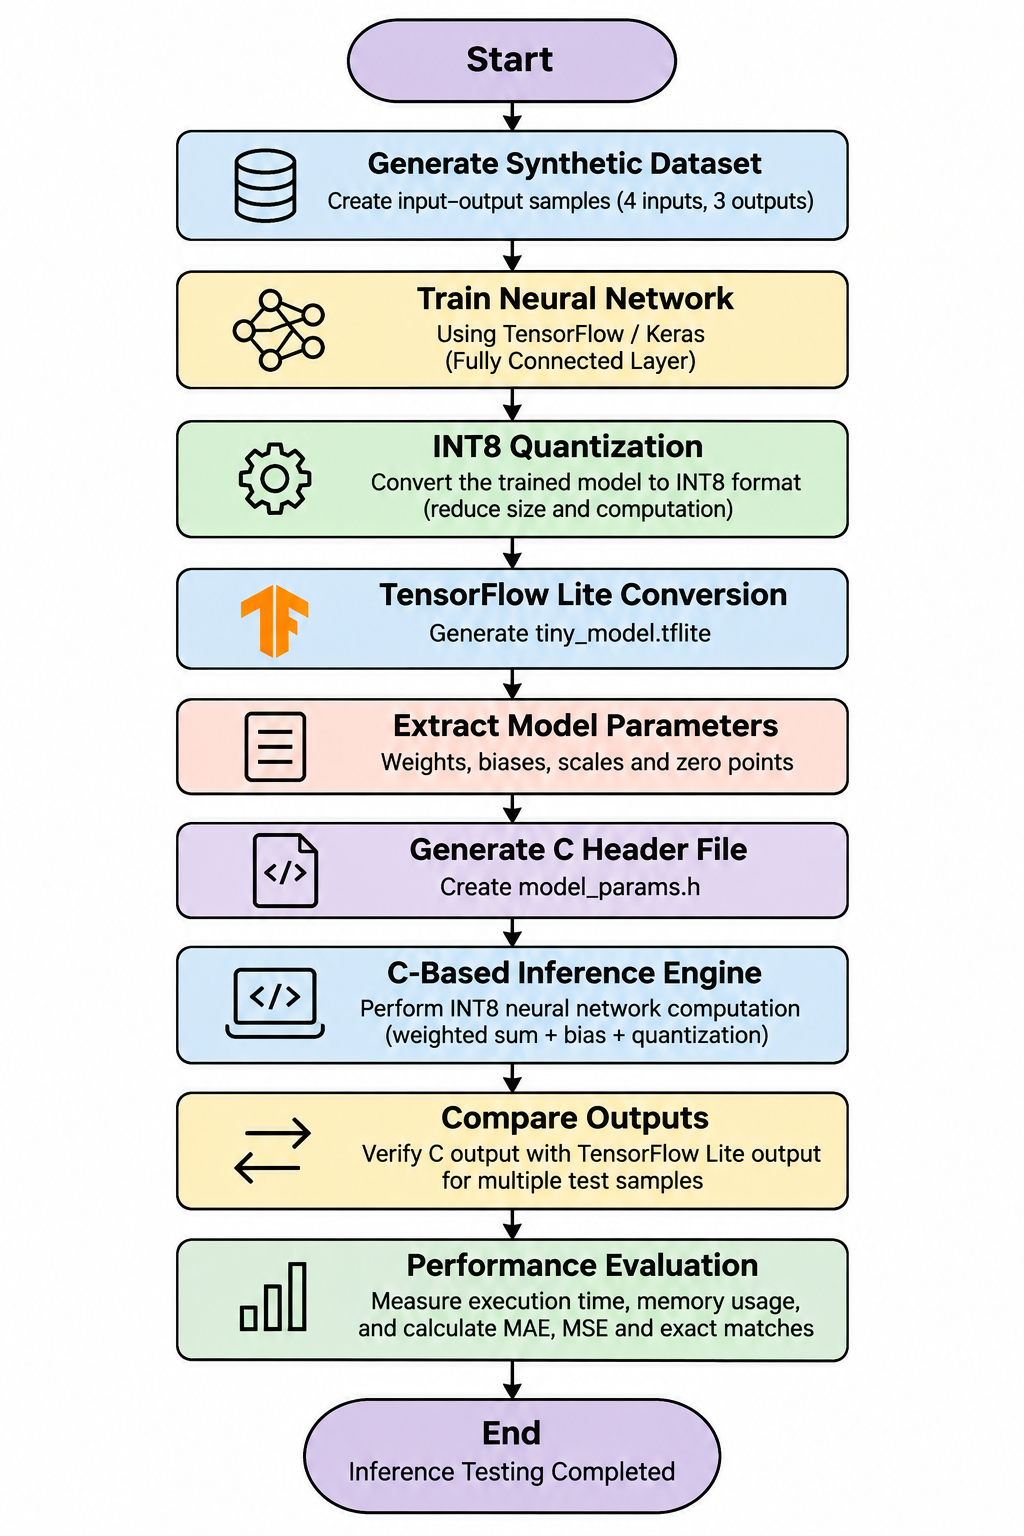 Start
Generate Synthetic Dataset
Create input–output samples (4 inputs, 3 outputs)
Train Neural Network
Using TensorFlow / Keras
(Fully Connected Layer)
INT8 Quantization
Convert the trained model to INT8 format
(reduce size and computation)
TensorFlow Lite Conversion
Generate tiny_model.tflite
Extract Model Parameters
Weights, biases, scales and zero points
Generate C Header File
Create model_params.h
C-Based Inference Engine
Perform INT8 neural network computation
(weighted sum + bias + quantization)
Compare Outputs
Verify C output with TensorFlow Lite output
for multiple test samples
Performance Evaluation
Measure execution time, memory usage,
and calculate MAE, MSE and exact matches
End
Inference Testing Completed